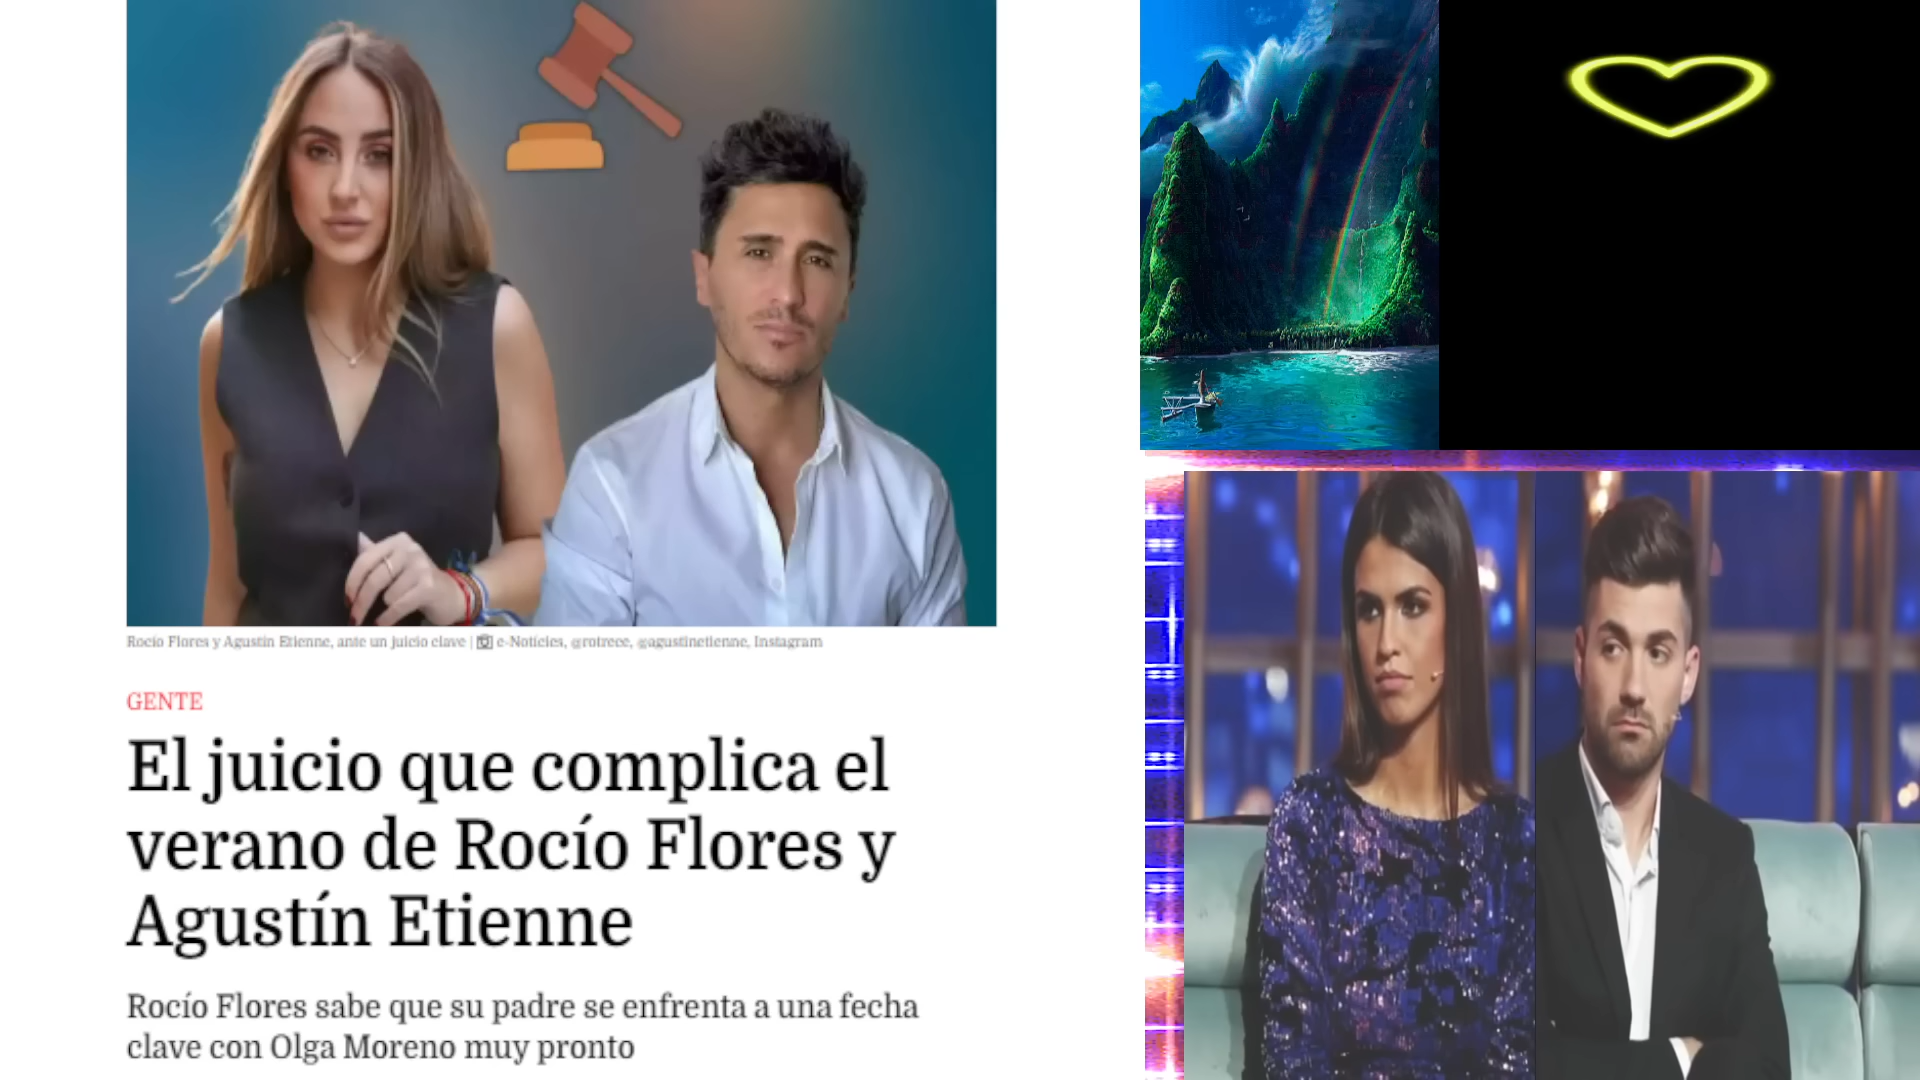 Rocío Flores y Agustín Etienne, ante un juicio clave | e-Notícies, @rotreee, @agustinetienne, Instagram
GENTE
El juicio que complica el
verano de Rocío Flores y
Agustín Etienne
Rocío Flores sabe que su padre se enfrenta a una fecha
clave con Olga Moreno muy pronto